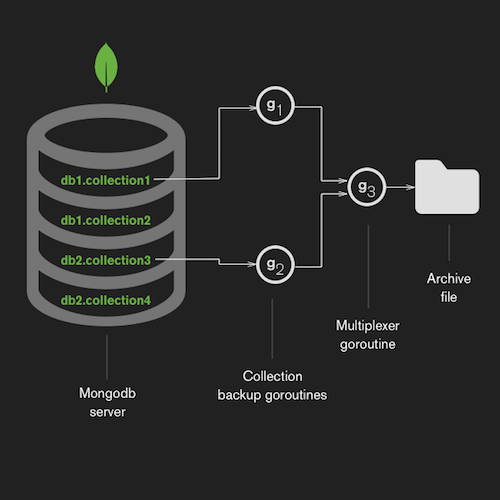 g1
db1.collection1
g3
db1.collection2
db2.collection3
g2
Archive
file
db2.collection4
Multiplexer
goroutine
Collection
backup goroutines
Mongodb
server